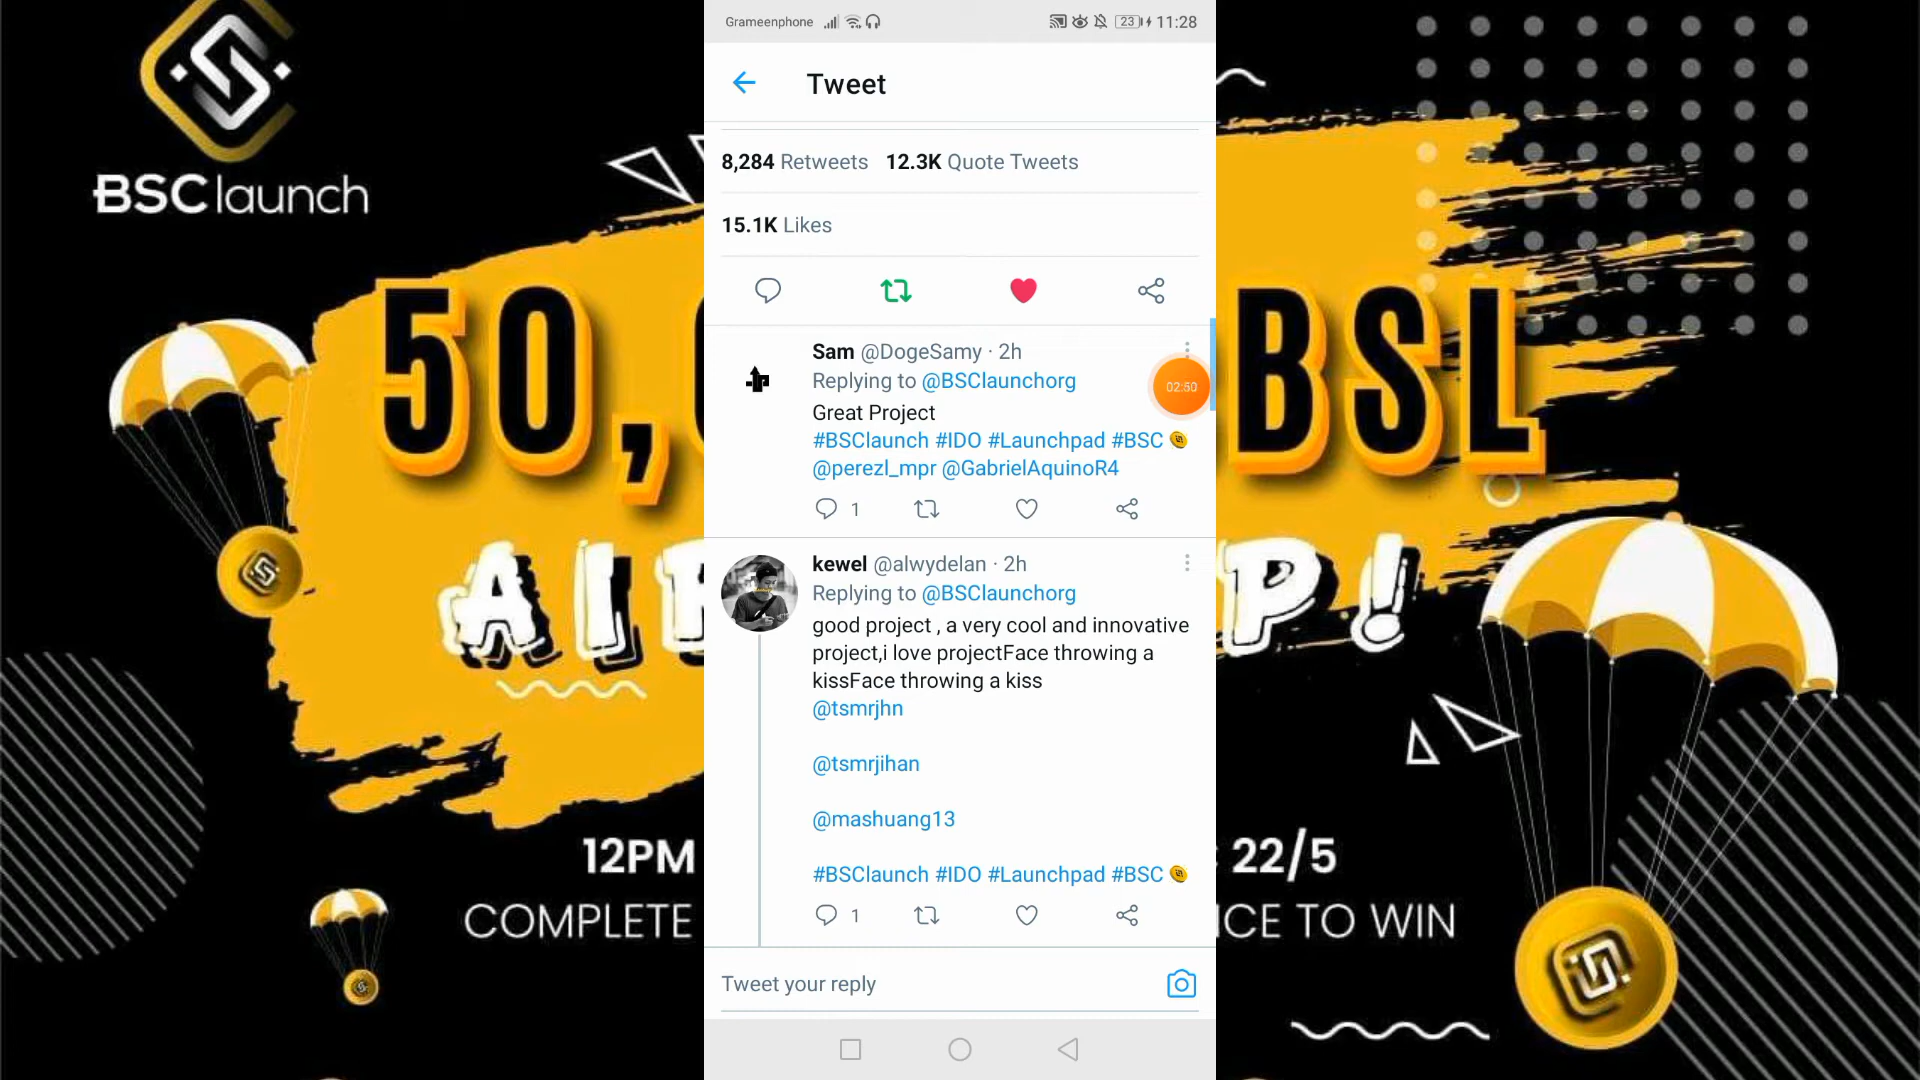 BSClaunch
50,
BSL
AIR
P!
12PM
22/5
COMPLETE
CE TO WIN
Grameenphone
23
11:28
Tweet
8,284 Retweets 12.3K Quote Tweets
15.1K Likes
Sam @DogeSamy · 2h
Replying to @BSClaunchorg
02:50
Great Project
#BSClaunch #IDO #Launchpad #BSC
@perezl_mpr @GabrielAquinoR4
1
kewel @alwydelan · 2h
Replying to @BSClaunchorg
good project , a very cool and innovative
project,i love projectFace throwing a
kissFace throwing a kiss
@tsmrjhn
@tsmrjihan
@mashuang13
#BSClaunch #IDO #Launchpad #BSC
1
Tweet your reply